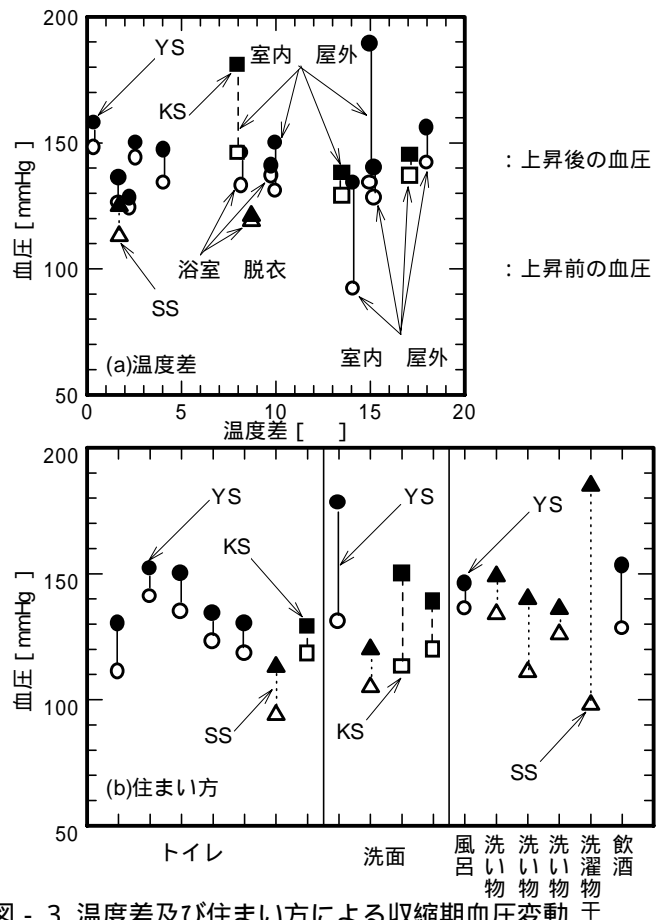 200
150
100
50
血圧 [ mmHg ]
YS
KS
SS
室内 屋外
浴室 脱衣
室内 屋外
(a)温度差
0 5 10 15 20
温度差 [ ]
: 上昇後の血圧
: 上昇前の血圧
200
150
100
50
血圧 [ mmHg ]
YS
KS
SS
YS
KS
YS
SS
(b)住まい方
トイレ
洗面
風呂
洗い物
洗い物
洗い物
洗濯物干
飲酒
図 - 3 温度差及び住まい方による収縮期血圧変動